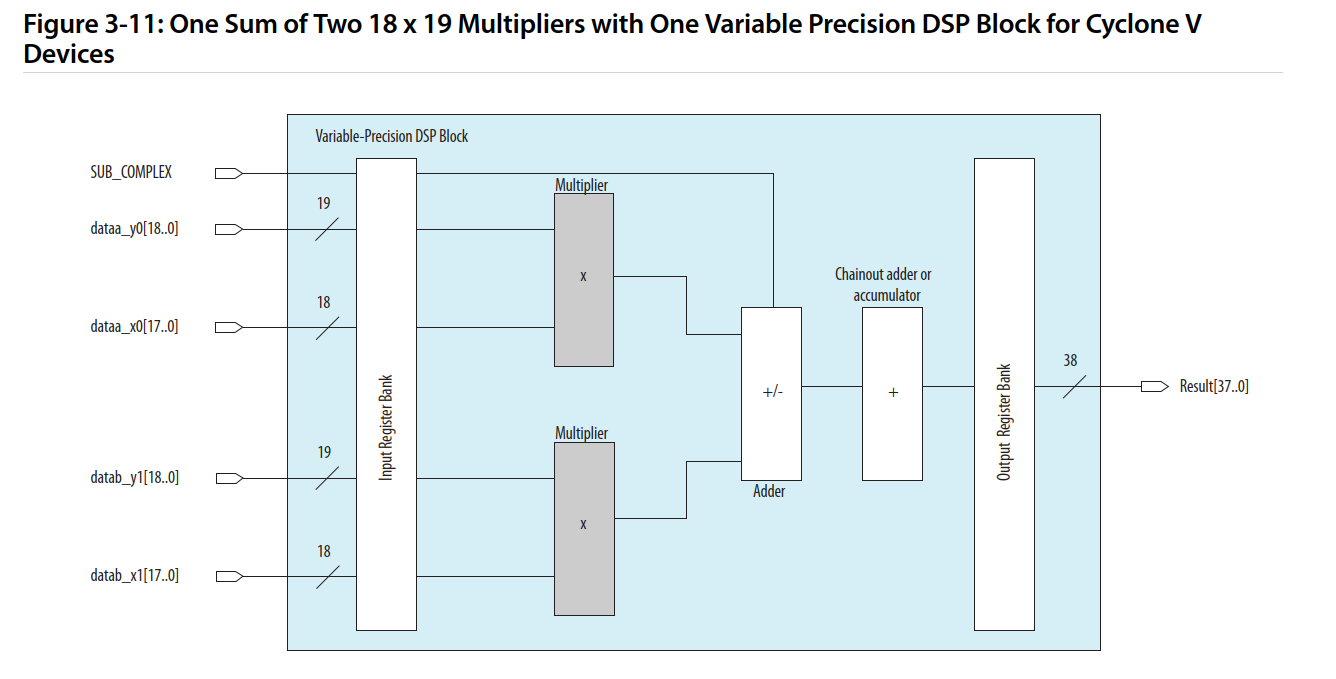 Figure 3-11: One Sum of Two 18 x 19 Multipliers with One Variable Precision DSP Block for Cyclone V
Devices
Variable-Precision DSP Block
SUB_COMPLEX
Multiplier
19
dataa_y0[18..0]
x
Chainout adder or
accumulator
18
dataa_x0[17..0]
Input Register Bank
+/-
+
Output Register Bank
38
Result[37..0]
Multiplier
19
datab_y1[18..0]
Adder
x
18
datab_x1[17..0]